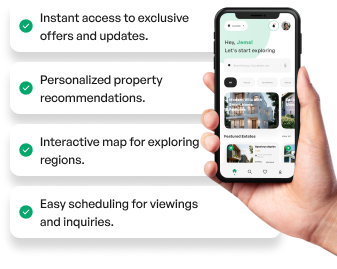 Instant access to exclusive
offers and updates.
Personalized property
recommendations.
Interactive map for exploring
regions.
Easy scheduling for viewings
and inquiries.
Hey,
Let's start exploring
Featured Estates